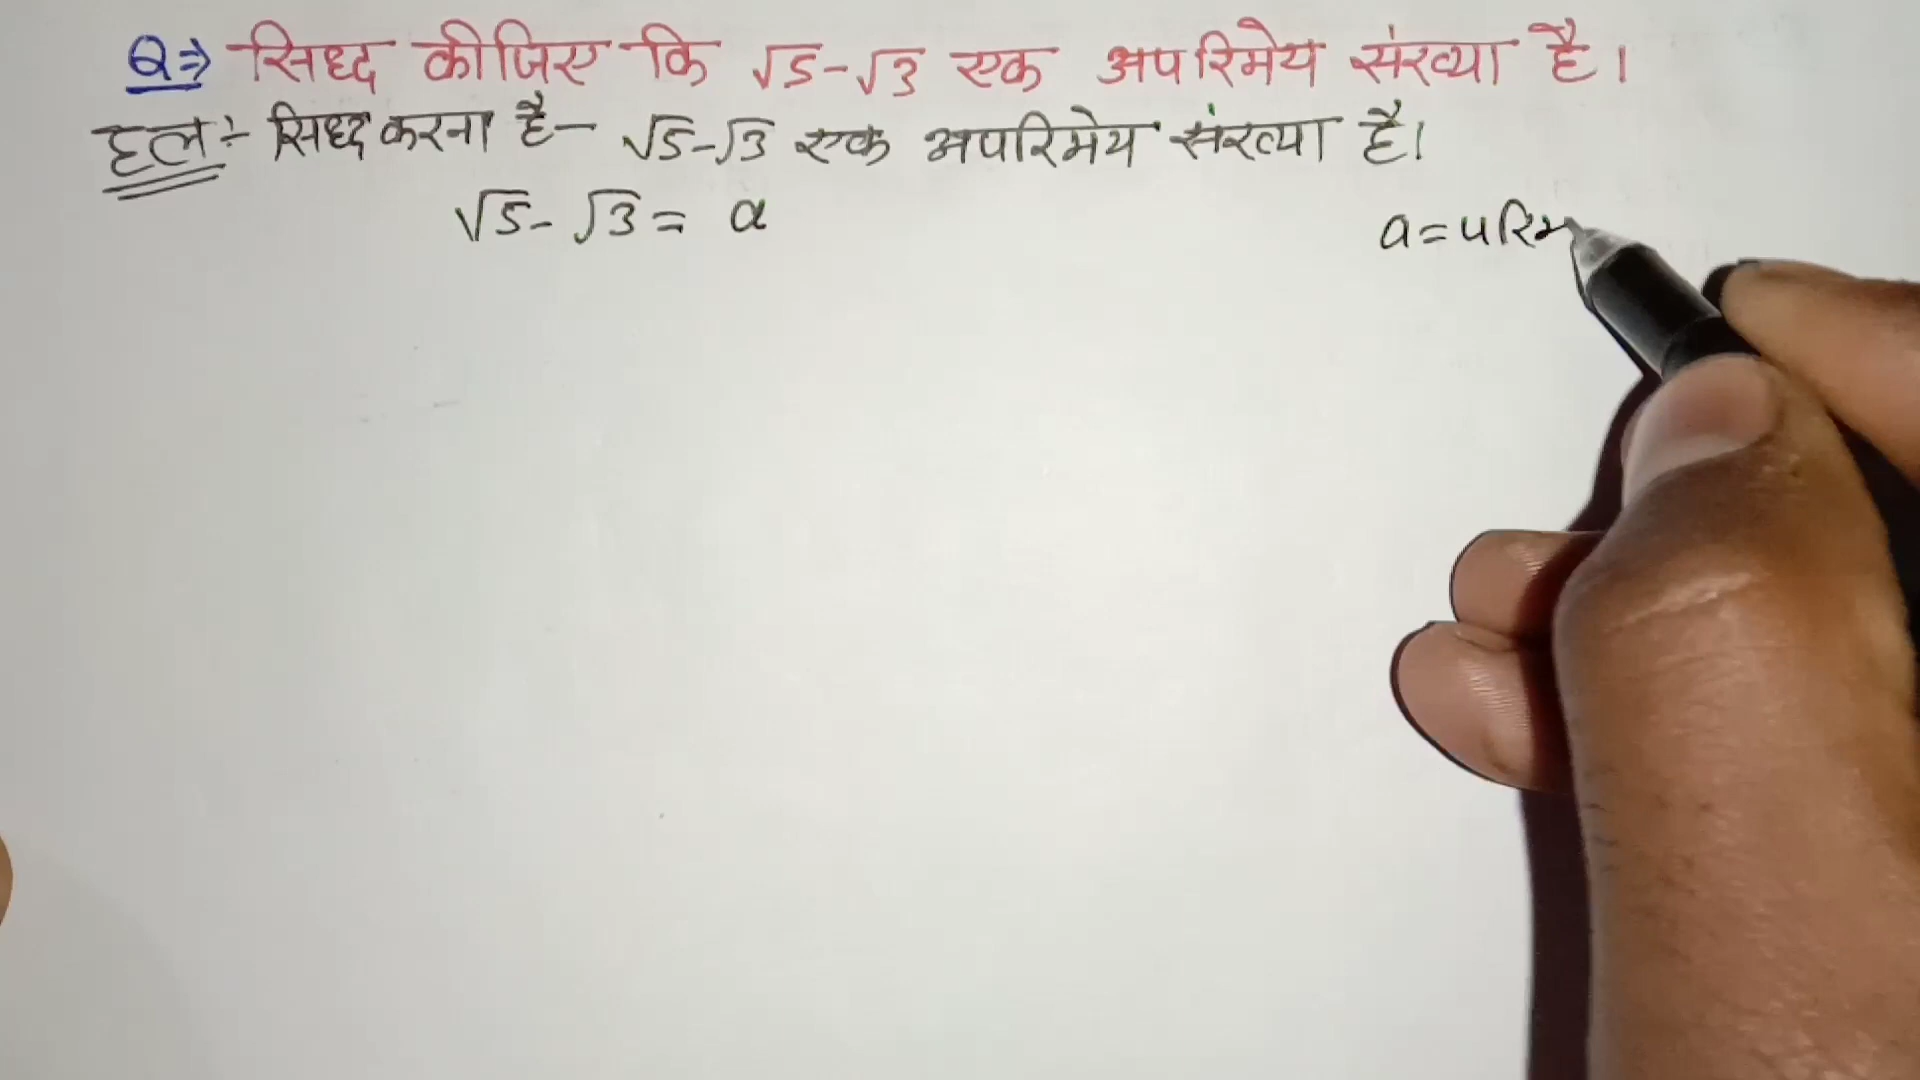 Q⇒ सिध्द कीजिए कि √5-√3 एक अपरिमेय संख्या है।
हल:- सिध्द करना है- √5-√3 एक अपरिमेय संख्या है।
√5-√3 = a a = परिम